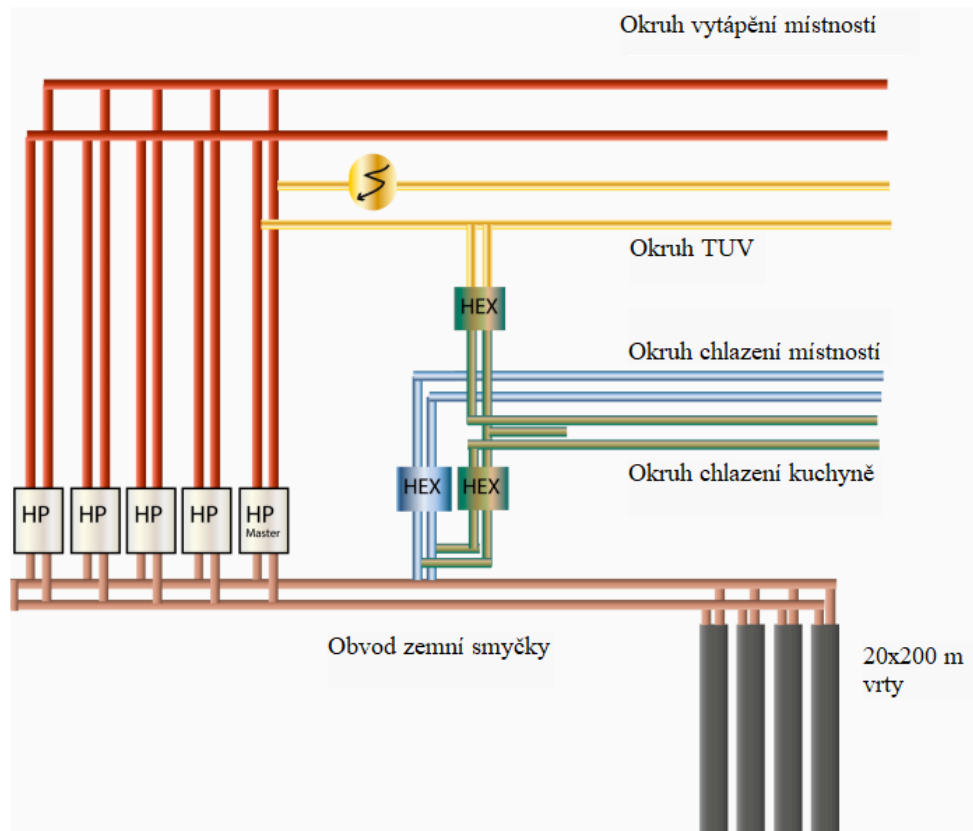 Okruh vytápění místností
Okruh TUV
HEX
Okruh chlazení místností
HEX
HEX
Okruh chlazení kuchyně
HP
HP
HP
HP
HP
Master
Obvod zemní smyčky
20x200 m
vrty